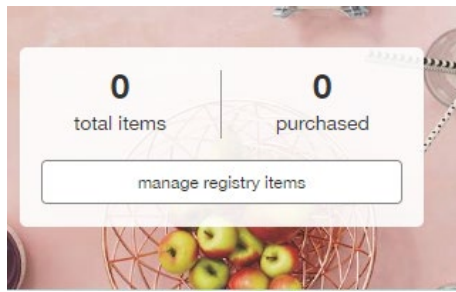 0 0
total items purchased
manage registry items